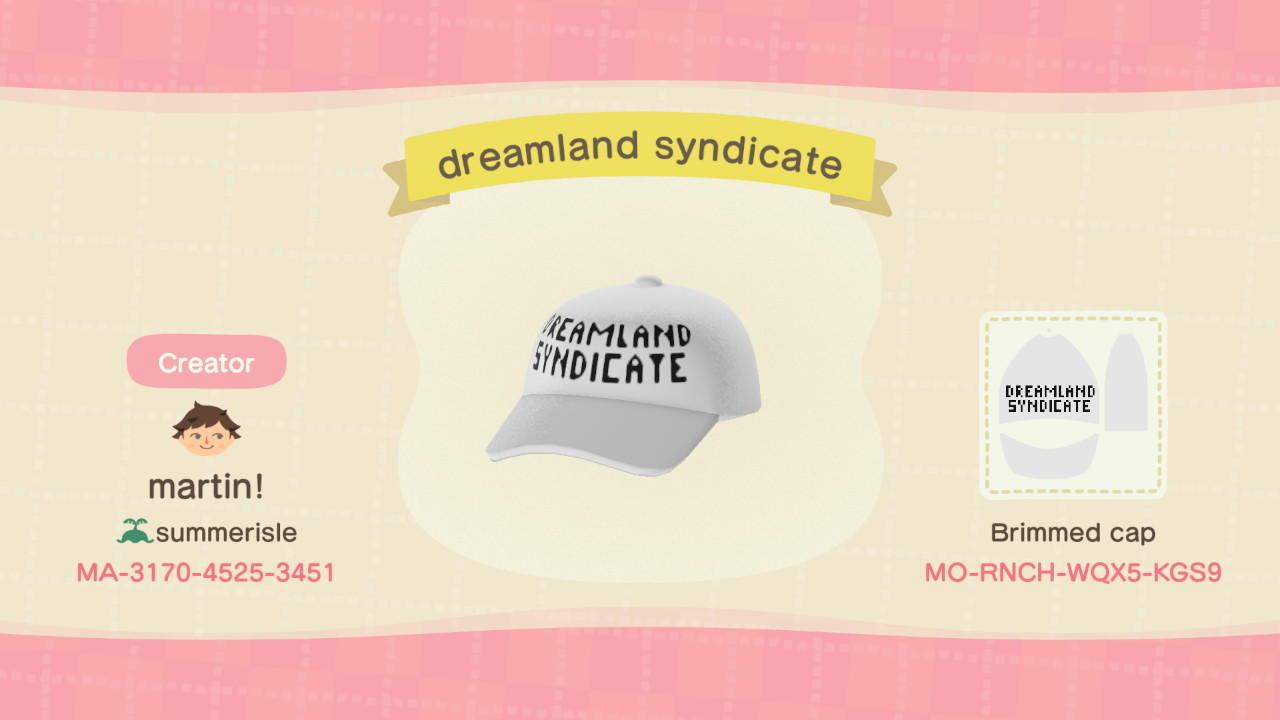 dreamland syndicate
DREAMLAND
SYNDICATE
Creator
martin!
summerisle
MA-3170-4525-3451
DREAMLAND
SYNDICATE
Brimmed cap
MO-RNCH-WQX5-KGS9